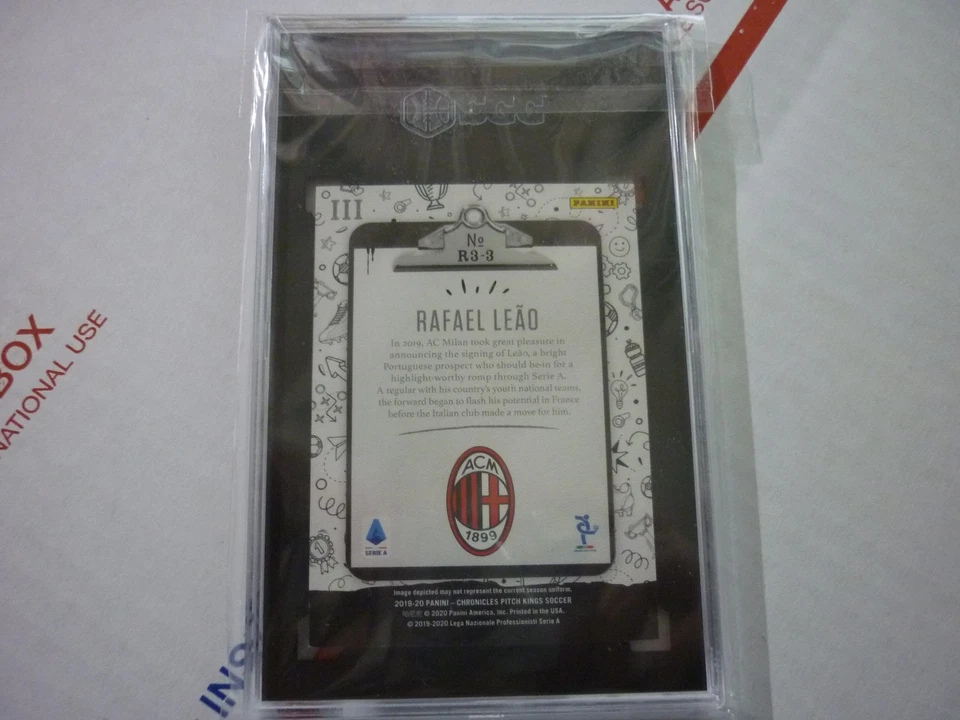 SGC
III
PANINI
Nº
R3-3
RAFAEL LEÃO
In 2019, AC Milan took great pleasure in
announcing the signing of Leão, a bright
Portuguese prospect who should be in for a
highlight-worthy romp through Serie A.
A regular with his country's youth national teams,
the forward began to flash his potential in France
before the Italian club made a move for him.
ACM
1899
SERIE A
Image depicted may not represent the current season uniform.
2019-20 PANINI – CHRONICLES PITCH KINGS SOCCER
© 2020 Panini America, Inc. Printed in the USA.
© 2019-2020 Lega Nazionale Professionisti Serie A
BOX
NATIONAL USE